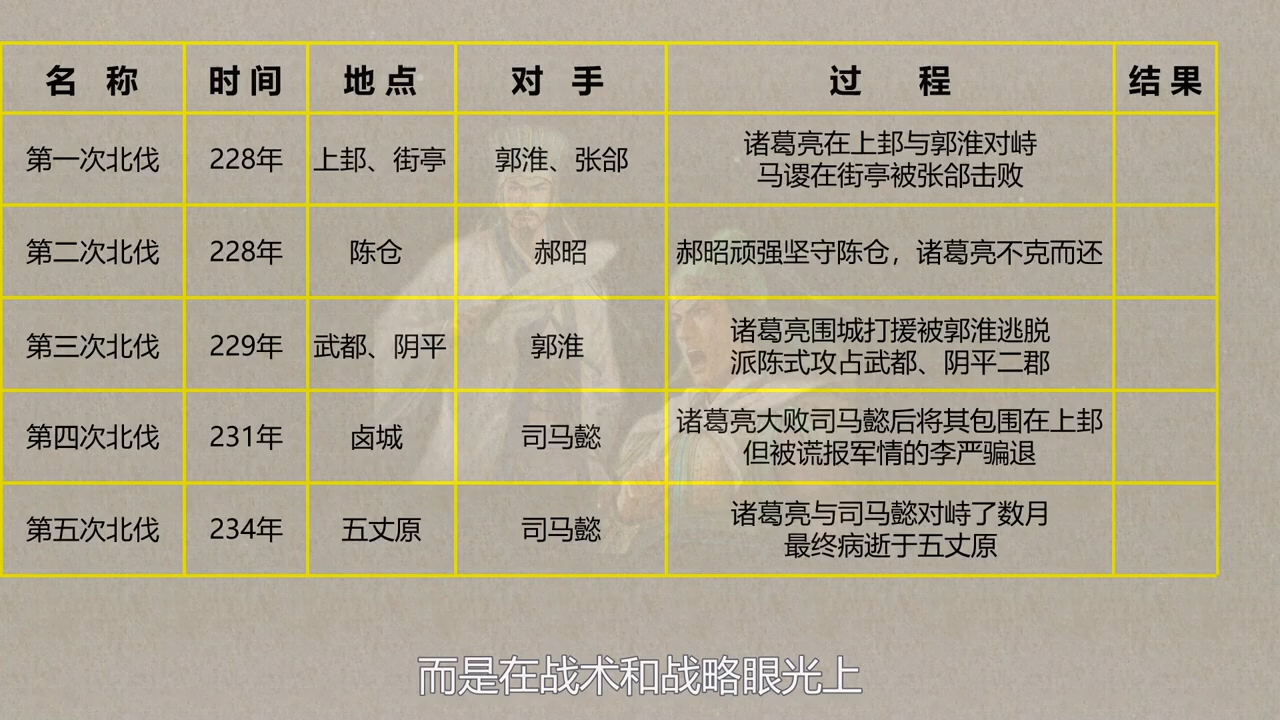 名 称 时间 地点 对 手 过 程 结果
第一次北伐 228年 上邽、街亭 郭淮、张郃 诸葛亮在上邽与郭淮对峙
马谡在街亭被张郃击败
第二次北伐 228年 陈仓 郝昭 郝昭顽强坚守陈仓，诸葛亮不克而还
第三次北伐 229年 武都、阴平 郭淮 诸葛亮围城打援被郭淮逃脱
派陈式攻占武都、阴平二郡
第四次北伐 231年 卤城 司马懿 诸葛亮大败司马懿后将其包围在上邽
但被谎报军情的李严骗退
第五次北伐 234年 五丈原 司马懿 诸葛亮与司马懿对峙了数月
最终病逝于五丈原
而是在战术和战略眼光上